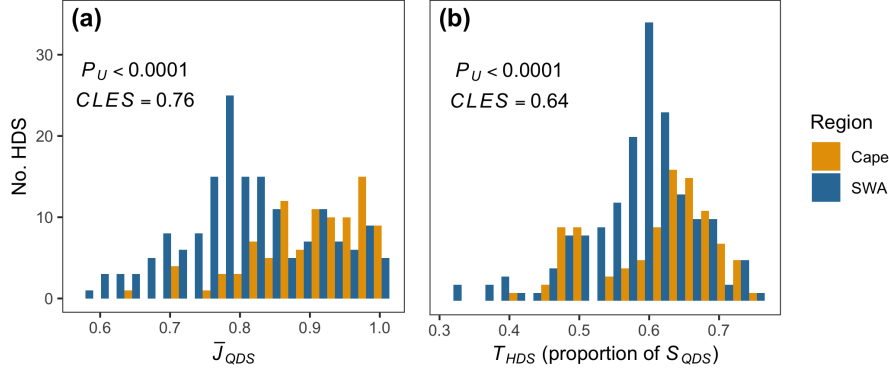 (a)
P_U < 0.0001
CLES = 0.76
No. HDS
30
20
10
0
0.6 0.7 0.8 0.9 1.0
J̅_QDS
(b)
P_U < 0.0001
CLES = 0.64
0.3 0.4 0.5 0.6 0.7
T_HDS (proportion of S_QDS)
Region
Cape
SWA